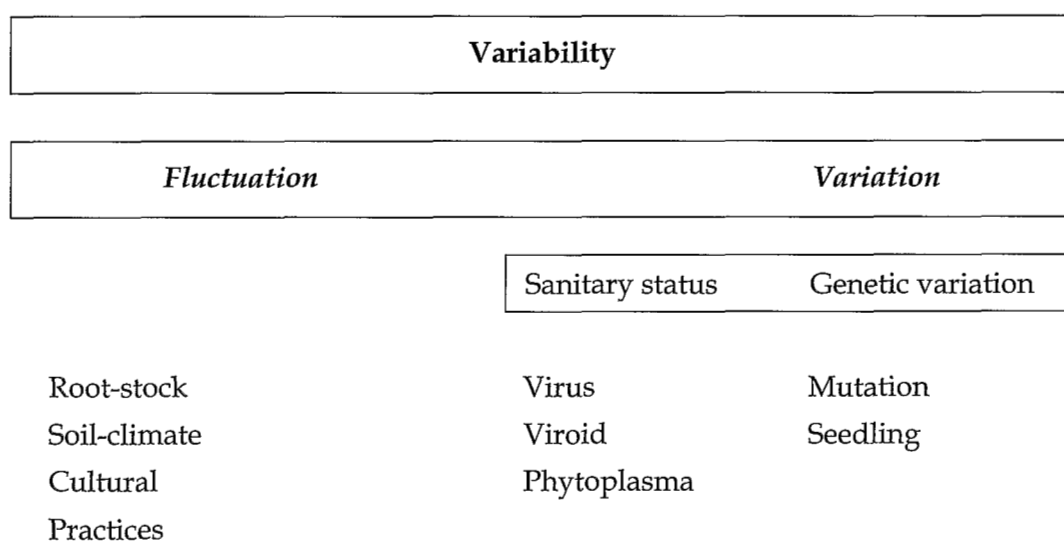 Variability
Fluctuation Variation
Sanitary status Genetic variation
Root-stock Virus Mutation
Soil-climate Viroid Seedling
Cultural Phytoplasma
Practices